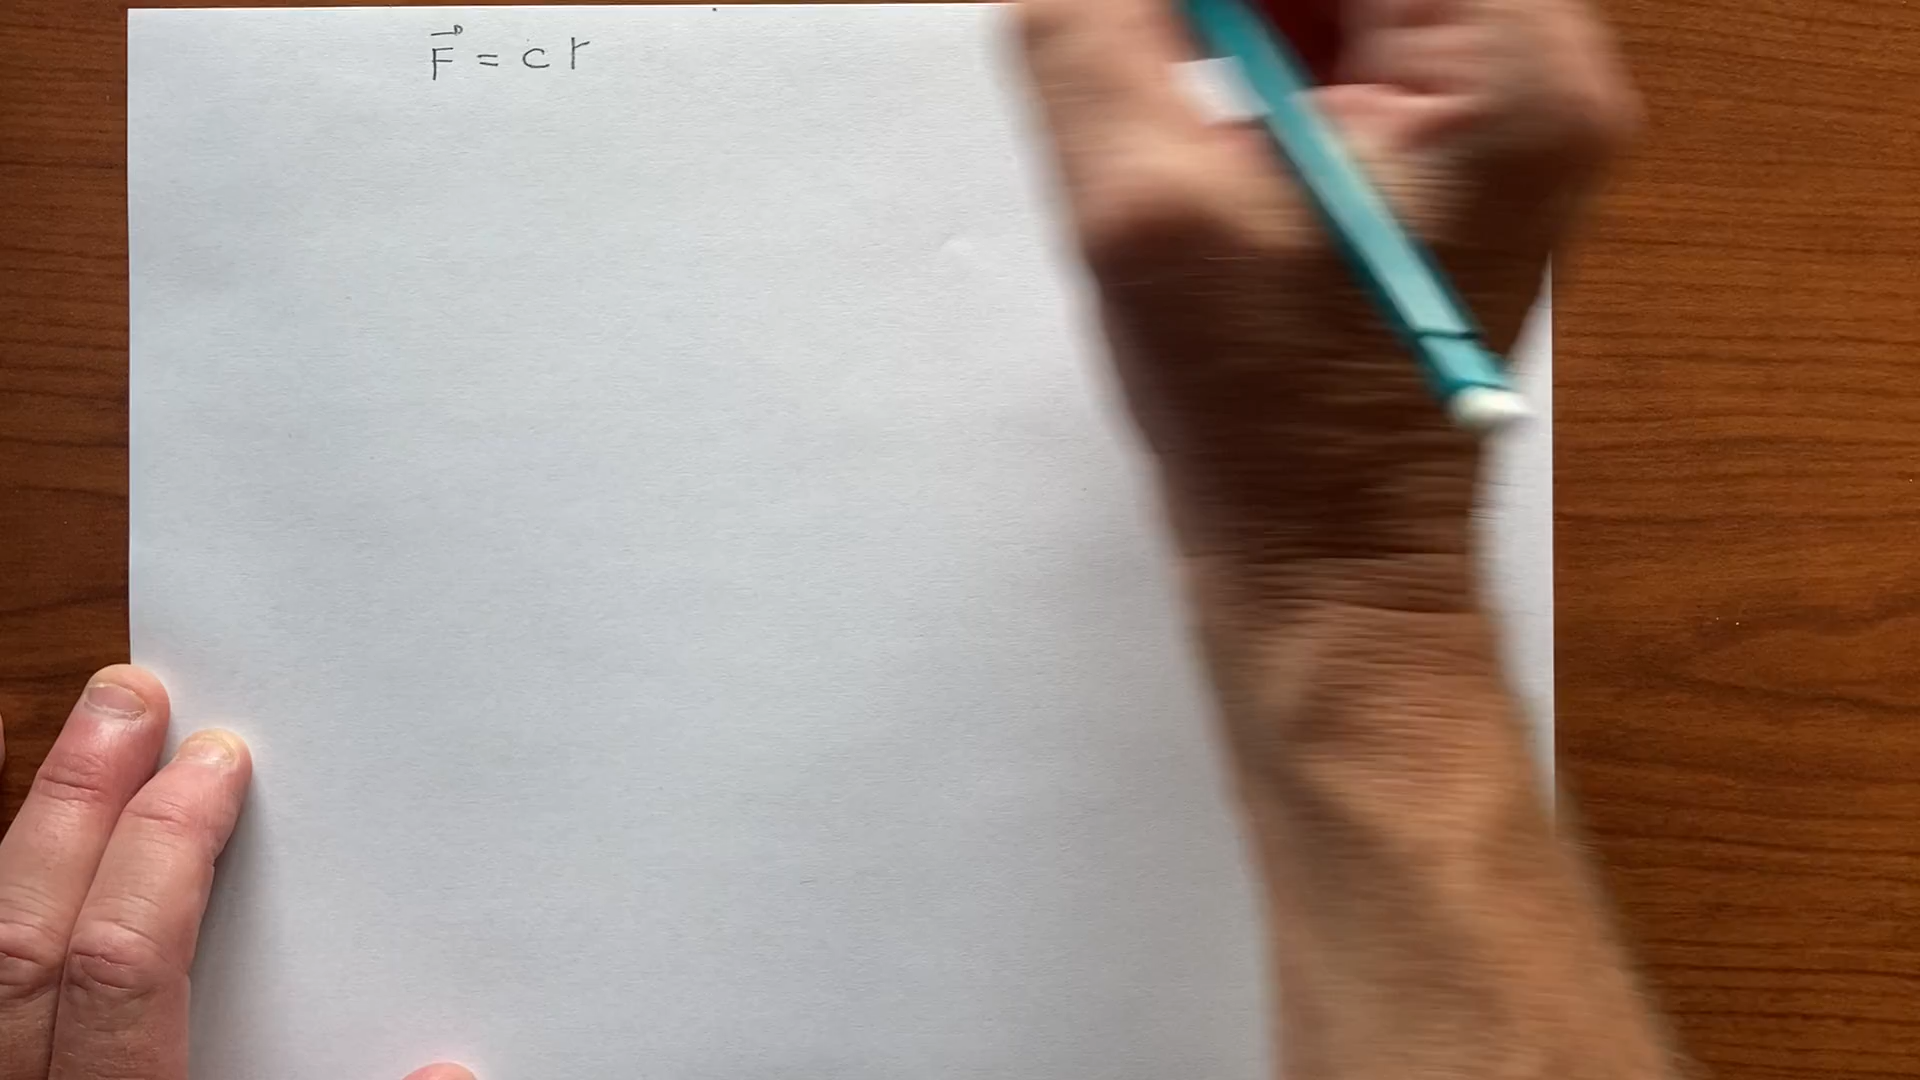 F⃗ = c r